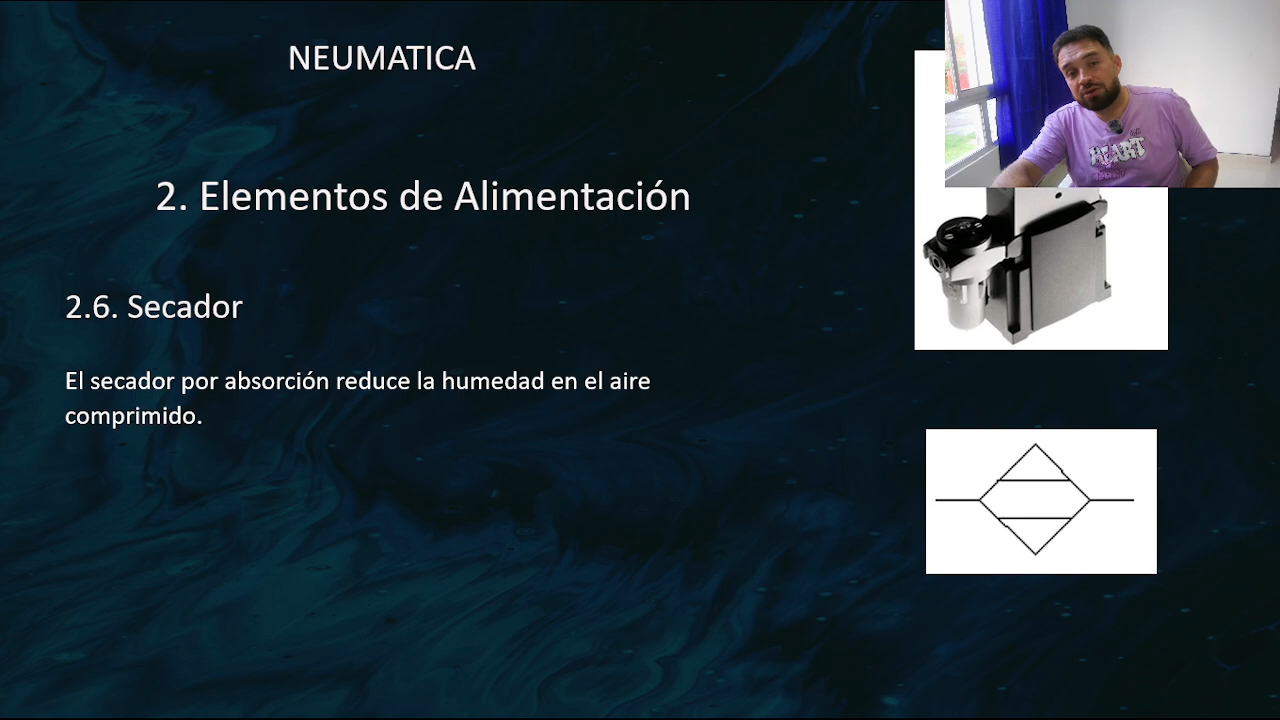 NEUMATICA
2. Elementos de Alimentación
2.6. Secador
El secador por absorción reduce la humedad en el aire
comprimido.
HEART